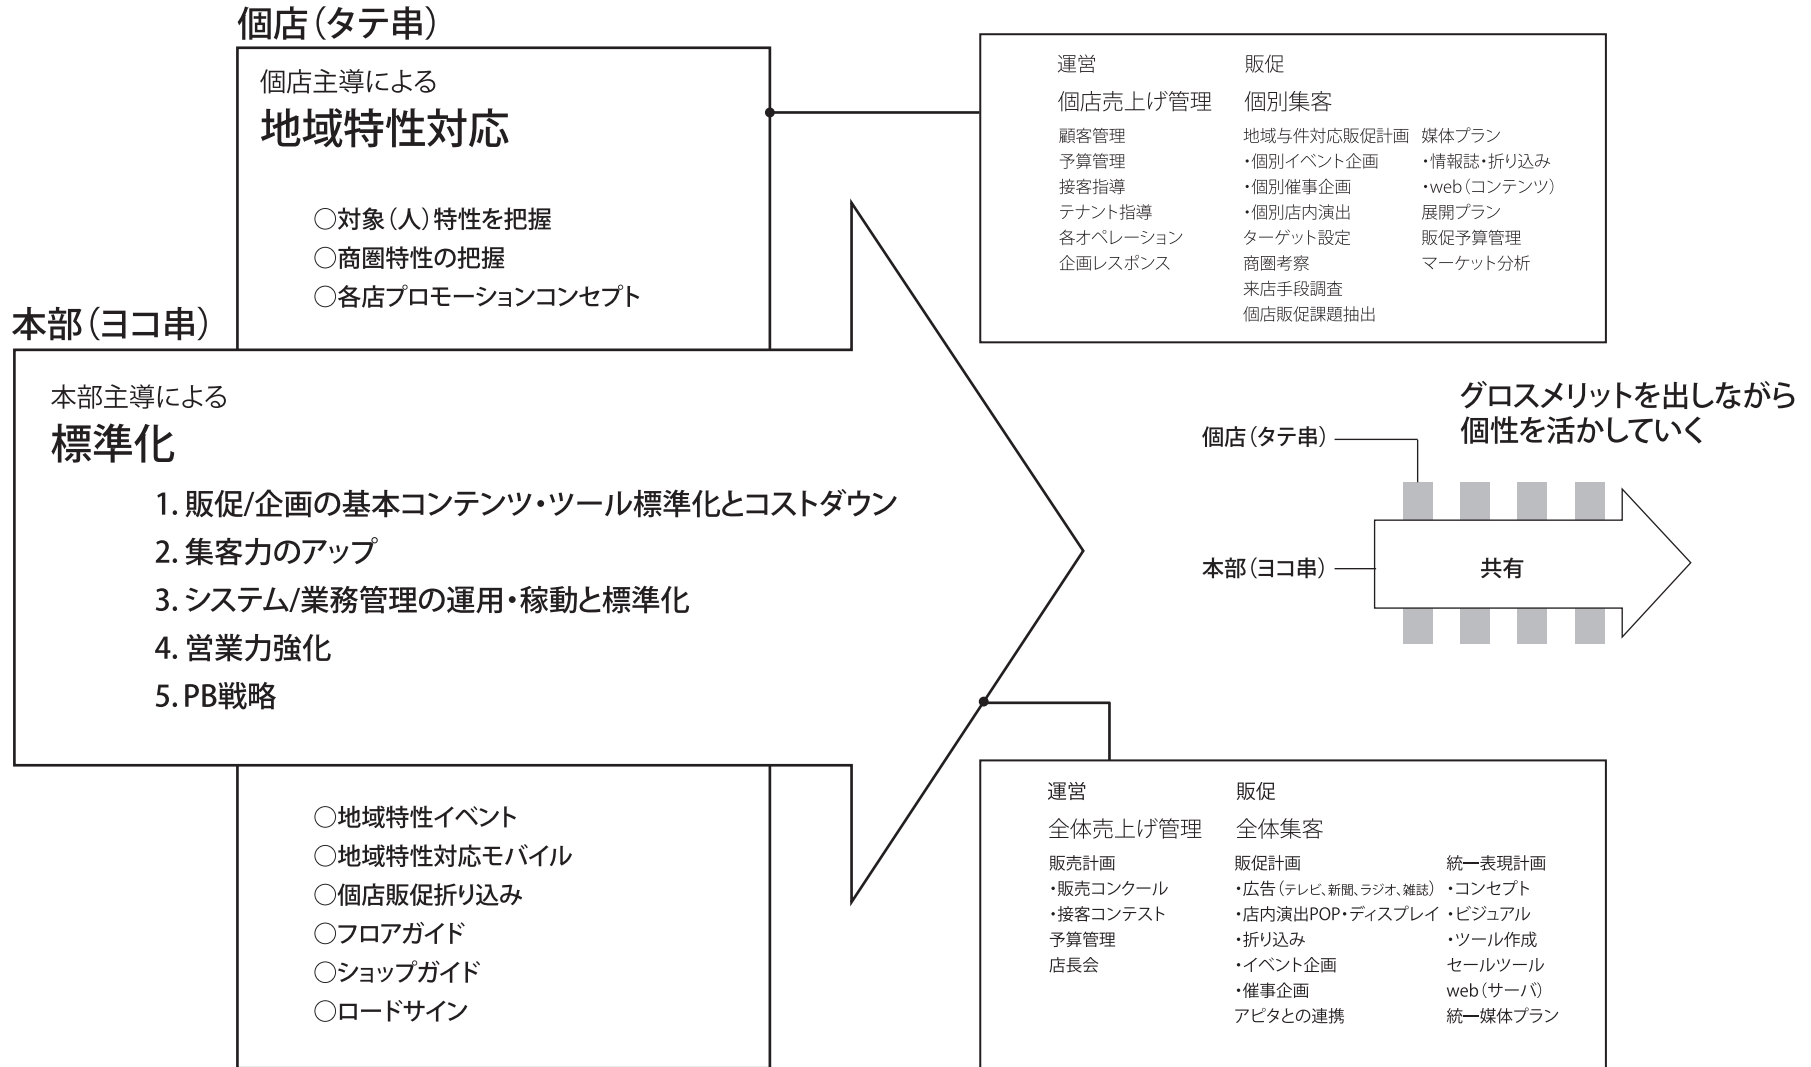 個店（タテ串）
個店主導による
地域特性対応
○対象（人）特性を把握
○商圏特性の把握
○各店プロモーションコンセプト
本部（ヨコ串）
本部主導による
標準化
1. 販促/企画の基本コンテンツ・ツール標準化とコストダウン
2. 集客力のアップ
3. システム/業務管理の運用・稼動と標準化
4. 営業力強化
5. PB戦略
○地域特性イベント
○地域特性対応モバイル
○個店販促折り込み
○フロアガイド
○ショップガイド
○ロードサイン
運営
個店売上げ管理
顧客管理
予算管理
接客指導
テナント指導
各オペレーション
企画レスポンス
販促
個別集客
地域与件対応販促計画
・個別イベント企画
・個別催事企画
・個別店内演出
ターゲット設定
商圏考察
来店手段調査
個店販促課題抽出
媒体プラン
・情報誌・折り込み
・web（コンテンツ）
展開プラン
販促予算管理
マーケット分析
グロスメリットを出しながら
個性を活かしていく
個店（タテ串）
本部（ヨコ串）
共有
運営
全体売上げ管理
販売計画
・販売コンクール
・接客コンテスト
予算管理
店長会
販促
全体集客
販促計画
・広告（テレビ、新聞、ラジオ、雑誌）
・店内演出POP・ディスプレイ
・折り込み
・イベント企画
・催事企画
アピタとの連携
統一表現計画
・コンセプト
・ビジュアル
・ツール作成
セールツール
web（サーバ）
統一媒体プラン